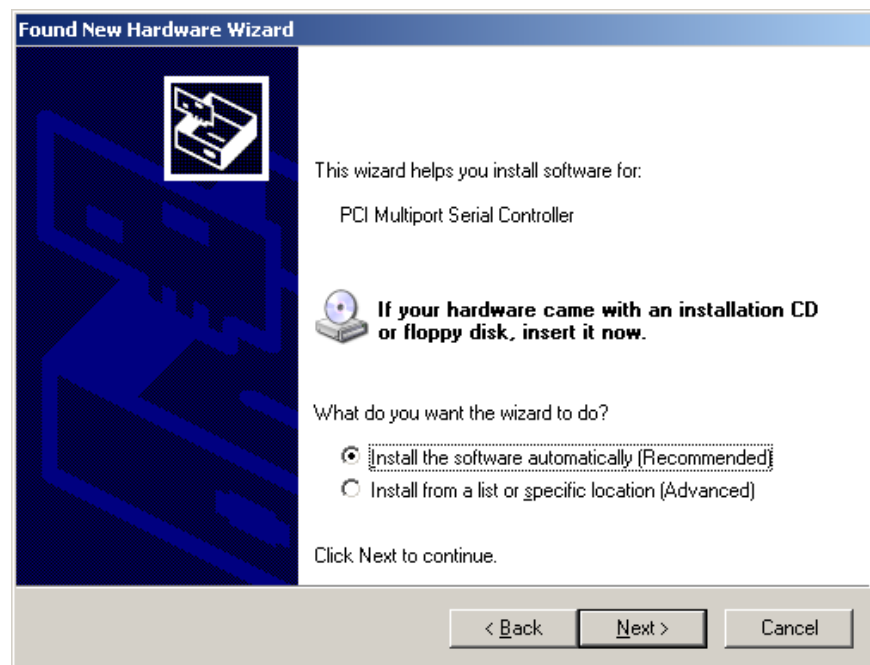 Found New Hardware Wizard
This wizard helps you install software for:
PCI Multiport Serial Controller
If your hardware came with an installation CD
or floppy disk, insert it now.
What do you want the wizard to do?
Install the software automatically (Recommended)
Install from a list or specific location (Advanced)
Click Next to continue.
< Back
Next >
Cancel